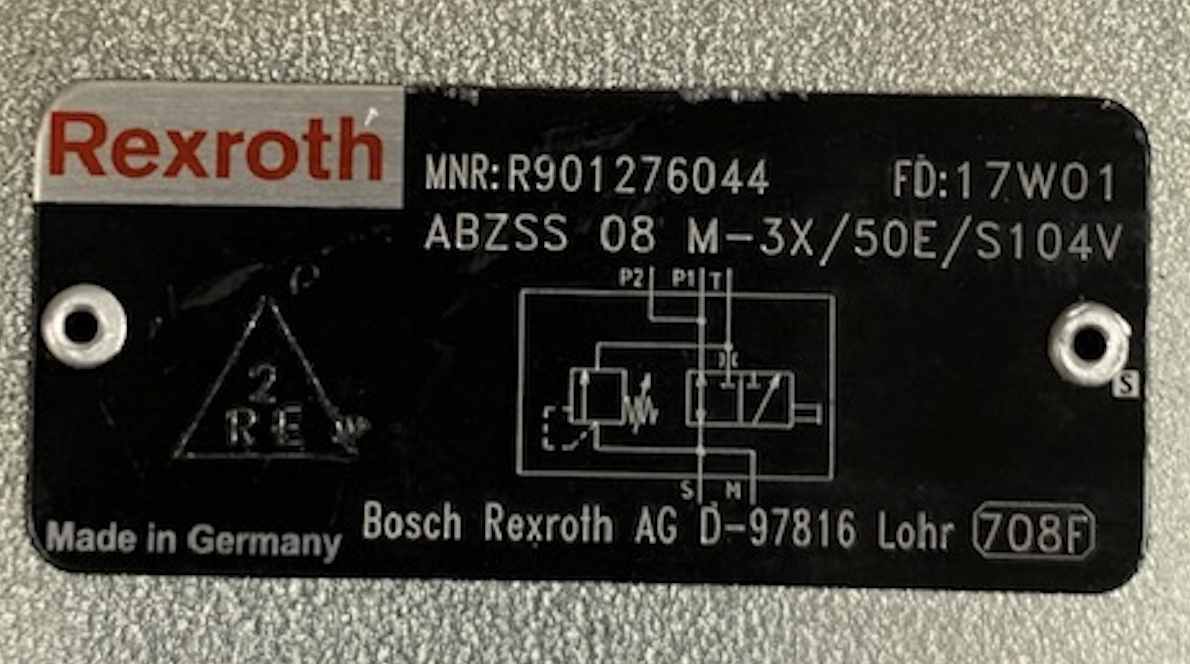 Rexroth
MNR:R901276044 FD:17W01
ABZSS 08 M-3X/50E/S104V
P2 P1 T
2
RE
S
S M
Made in Germany
Bosch Rexroth AG D-97816 Lohr 708F